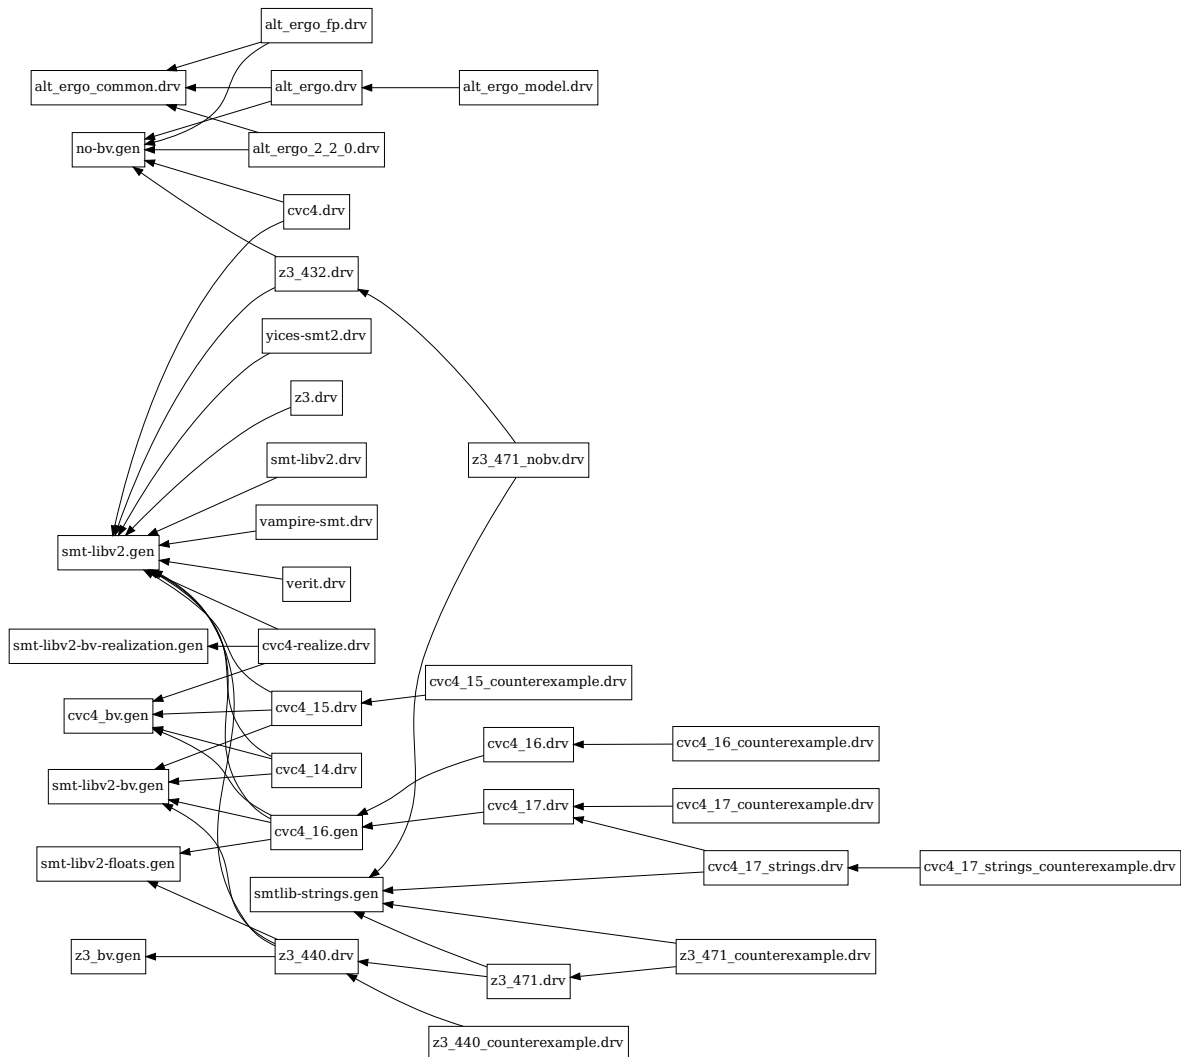 alt_ergo_fp.drv
alt_ergo_common.drv
alt_ergo.drv
alt_ergo_model.drv
no-bv.gen
alt_ergo_2_2_0.drv
cvc4.drv
z3_432.drv
yices-smt2.drv
z3.drv
smt-libv2.drv
z3_471_nobv.drv
vampire-smt.drv
smt-libv2.gen
verit.drv
smt-libv2-bv-realization.gen
cvc4-realize.drv
cvc4_15_counterexample.drv
cvc4_bv.gen
cvc4_15.drv
cvc4_16.drv
cvc4_16_counterexample.drv
smt-libv2-bv.gen
cvc4_14.drv
cvc4_17.drv
cvc4_17_counterexample.drv
cvc4_16.gen
smt-libv2-floats.gen
cvc4_17_strings.drv
cvc4_17_strings_counterexample.drv
smtlib-strings.gen
z3_bv.gen
z3_440.drv
z3_471_counterexample.drv
z3_471.drv
z3_440_counterexample.drv